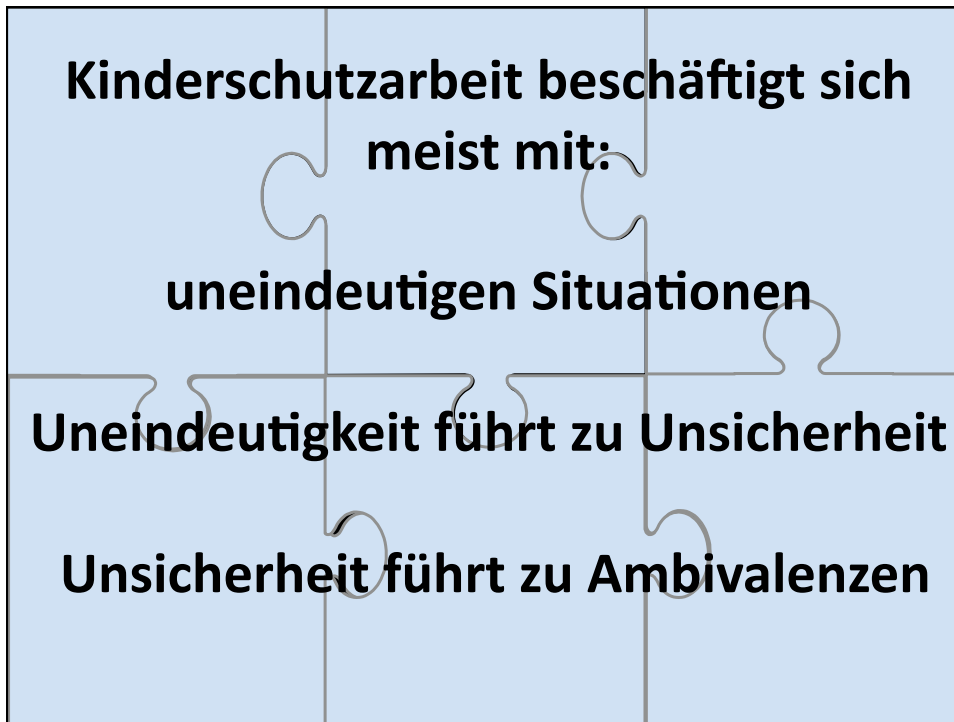 Kinderschutzarbeit beschäftigt sich
meist mit:
uneindeutigen Situationen
Uneindeutigkeit führt zu Unsicherheit
Unsicherheit führt zu Ambivalenzen